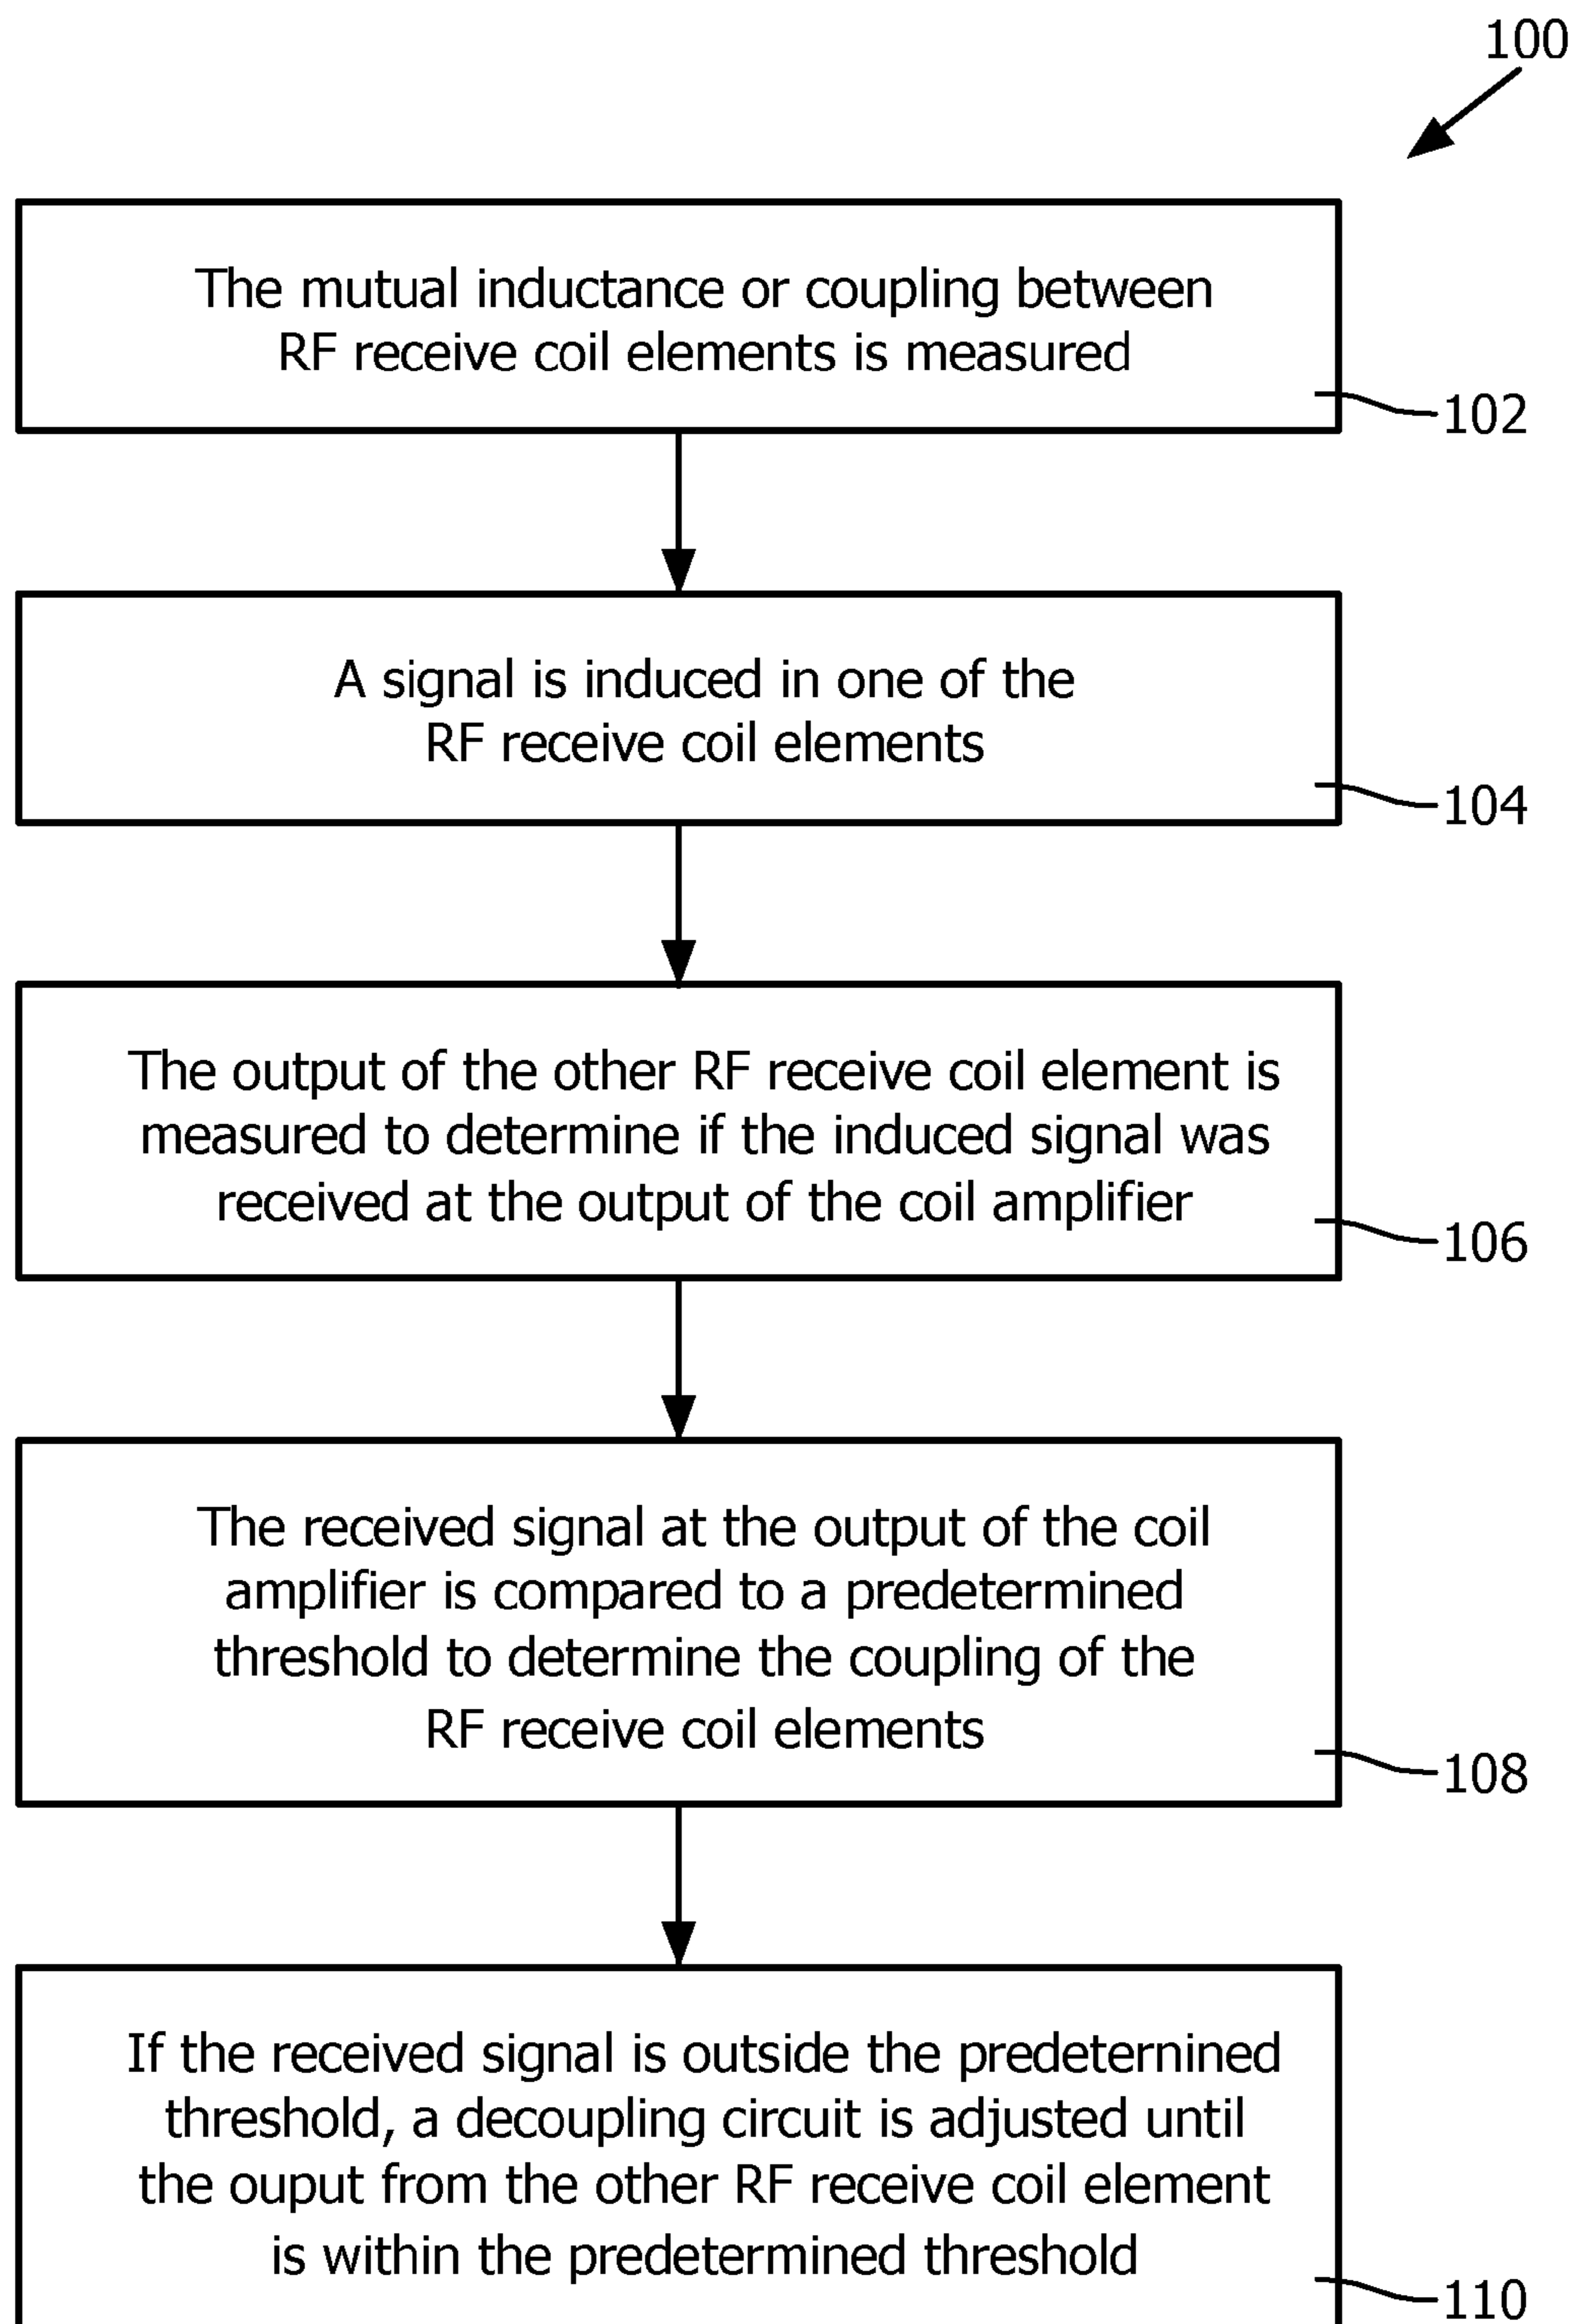 100
The mutual inductance or coupling between
RF receive coil elements is measured
102
A signal is induced in one of the
RF receive coil elements
104
The output of the other RF receive coil element is
measured to determine if the induced signal was
received at the output of the coil amplifier
106
The received signal at the output of the coil
amplifier is compared to a predetermined
threshold to determine the coupling of the
RF receive coil elements
108
If the received signal is outside the predeternined
threshold, a decoupling circuit is adjusted until
the ouput from the other RF receive coil element
is within the predetermined threshold
110